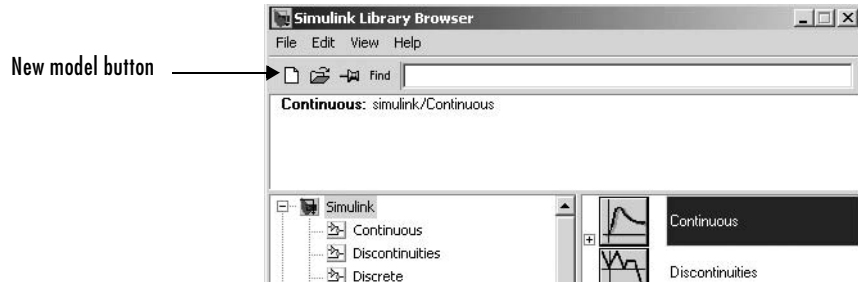 Simulink Library Browser
File Edit View Help
New model button
Find
Continuous: simulink/Continuous
Simulink
Continuous
Discontinuities
Discrete
Continuous
Discontinuities